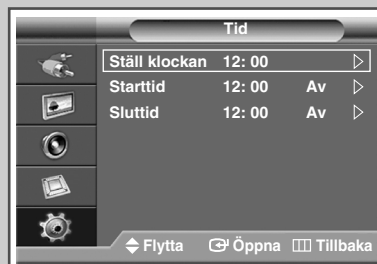 Tid
Ställ klockan 12: 00
Starttid 12: 00 Av
Sluttid 12: 00 Av
Flytta Öppna Tillbaka